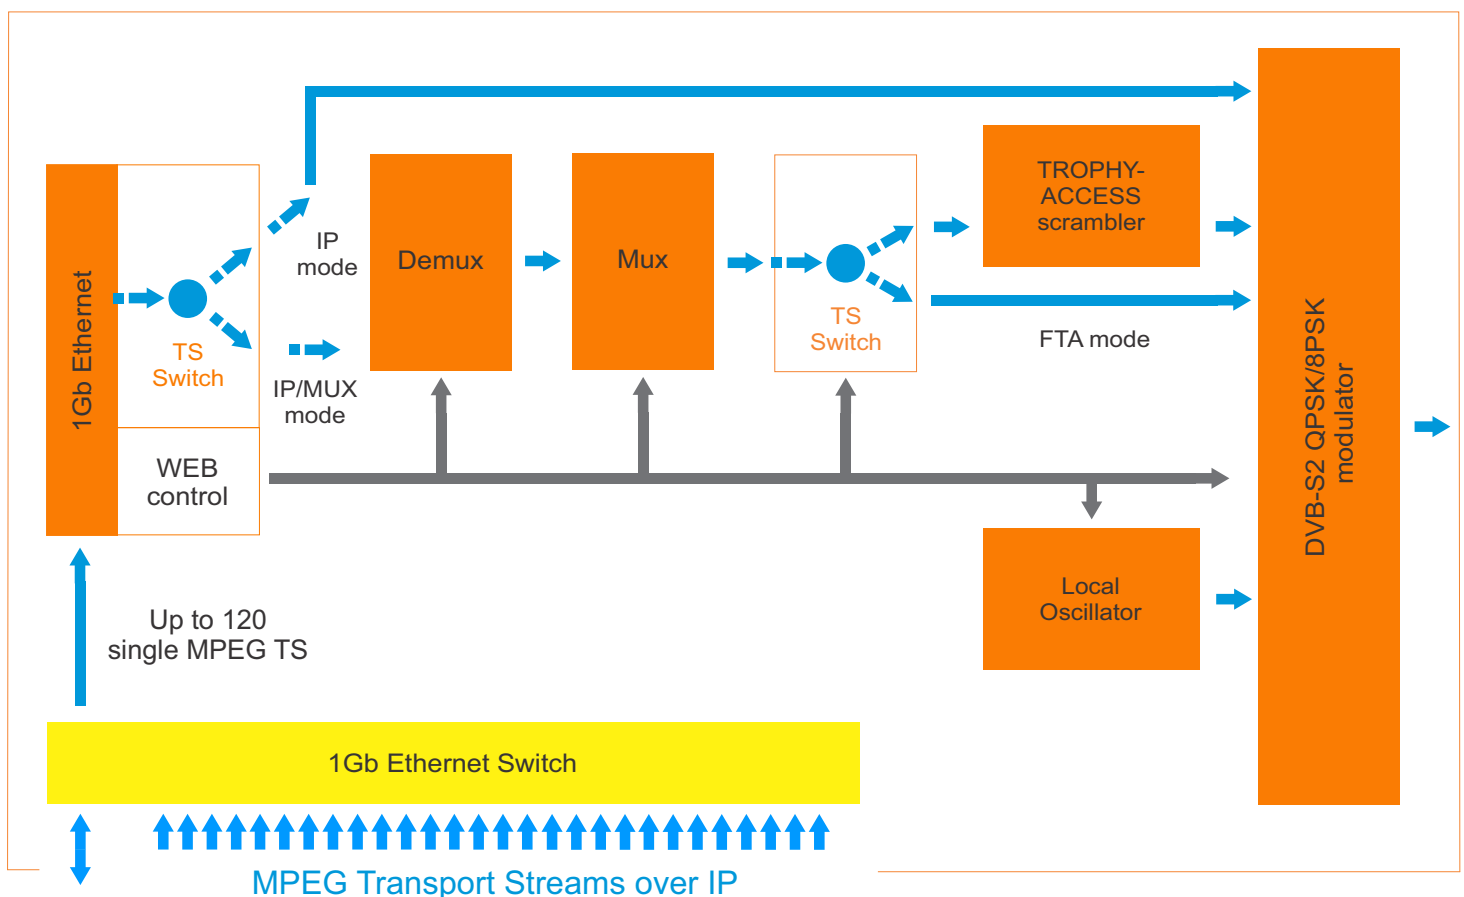 1Gb Ethernet
TS
Switch
IP
mode
IP/MUX
mode
WEB
control
Demux
Mux
TS
Switch
TROPHY-
ACCESS
scrambler
FTA mode
Local
Oscillator
DVB-S2 QPSK/8PSK
modulator
Up to 120
single MPEG TS
1Gb Ethernet Switch
MPEG Transport Streams over IP